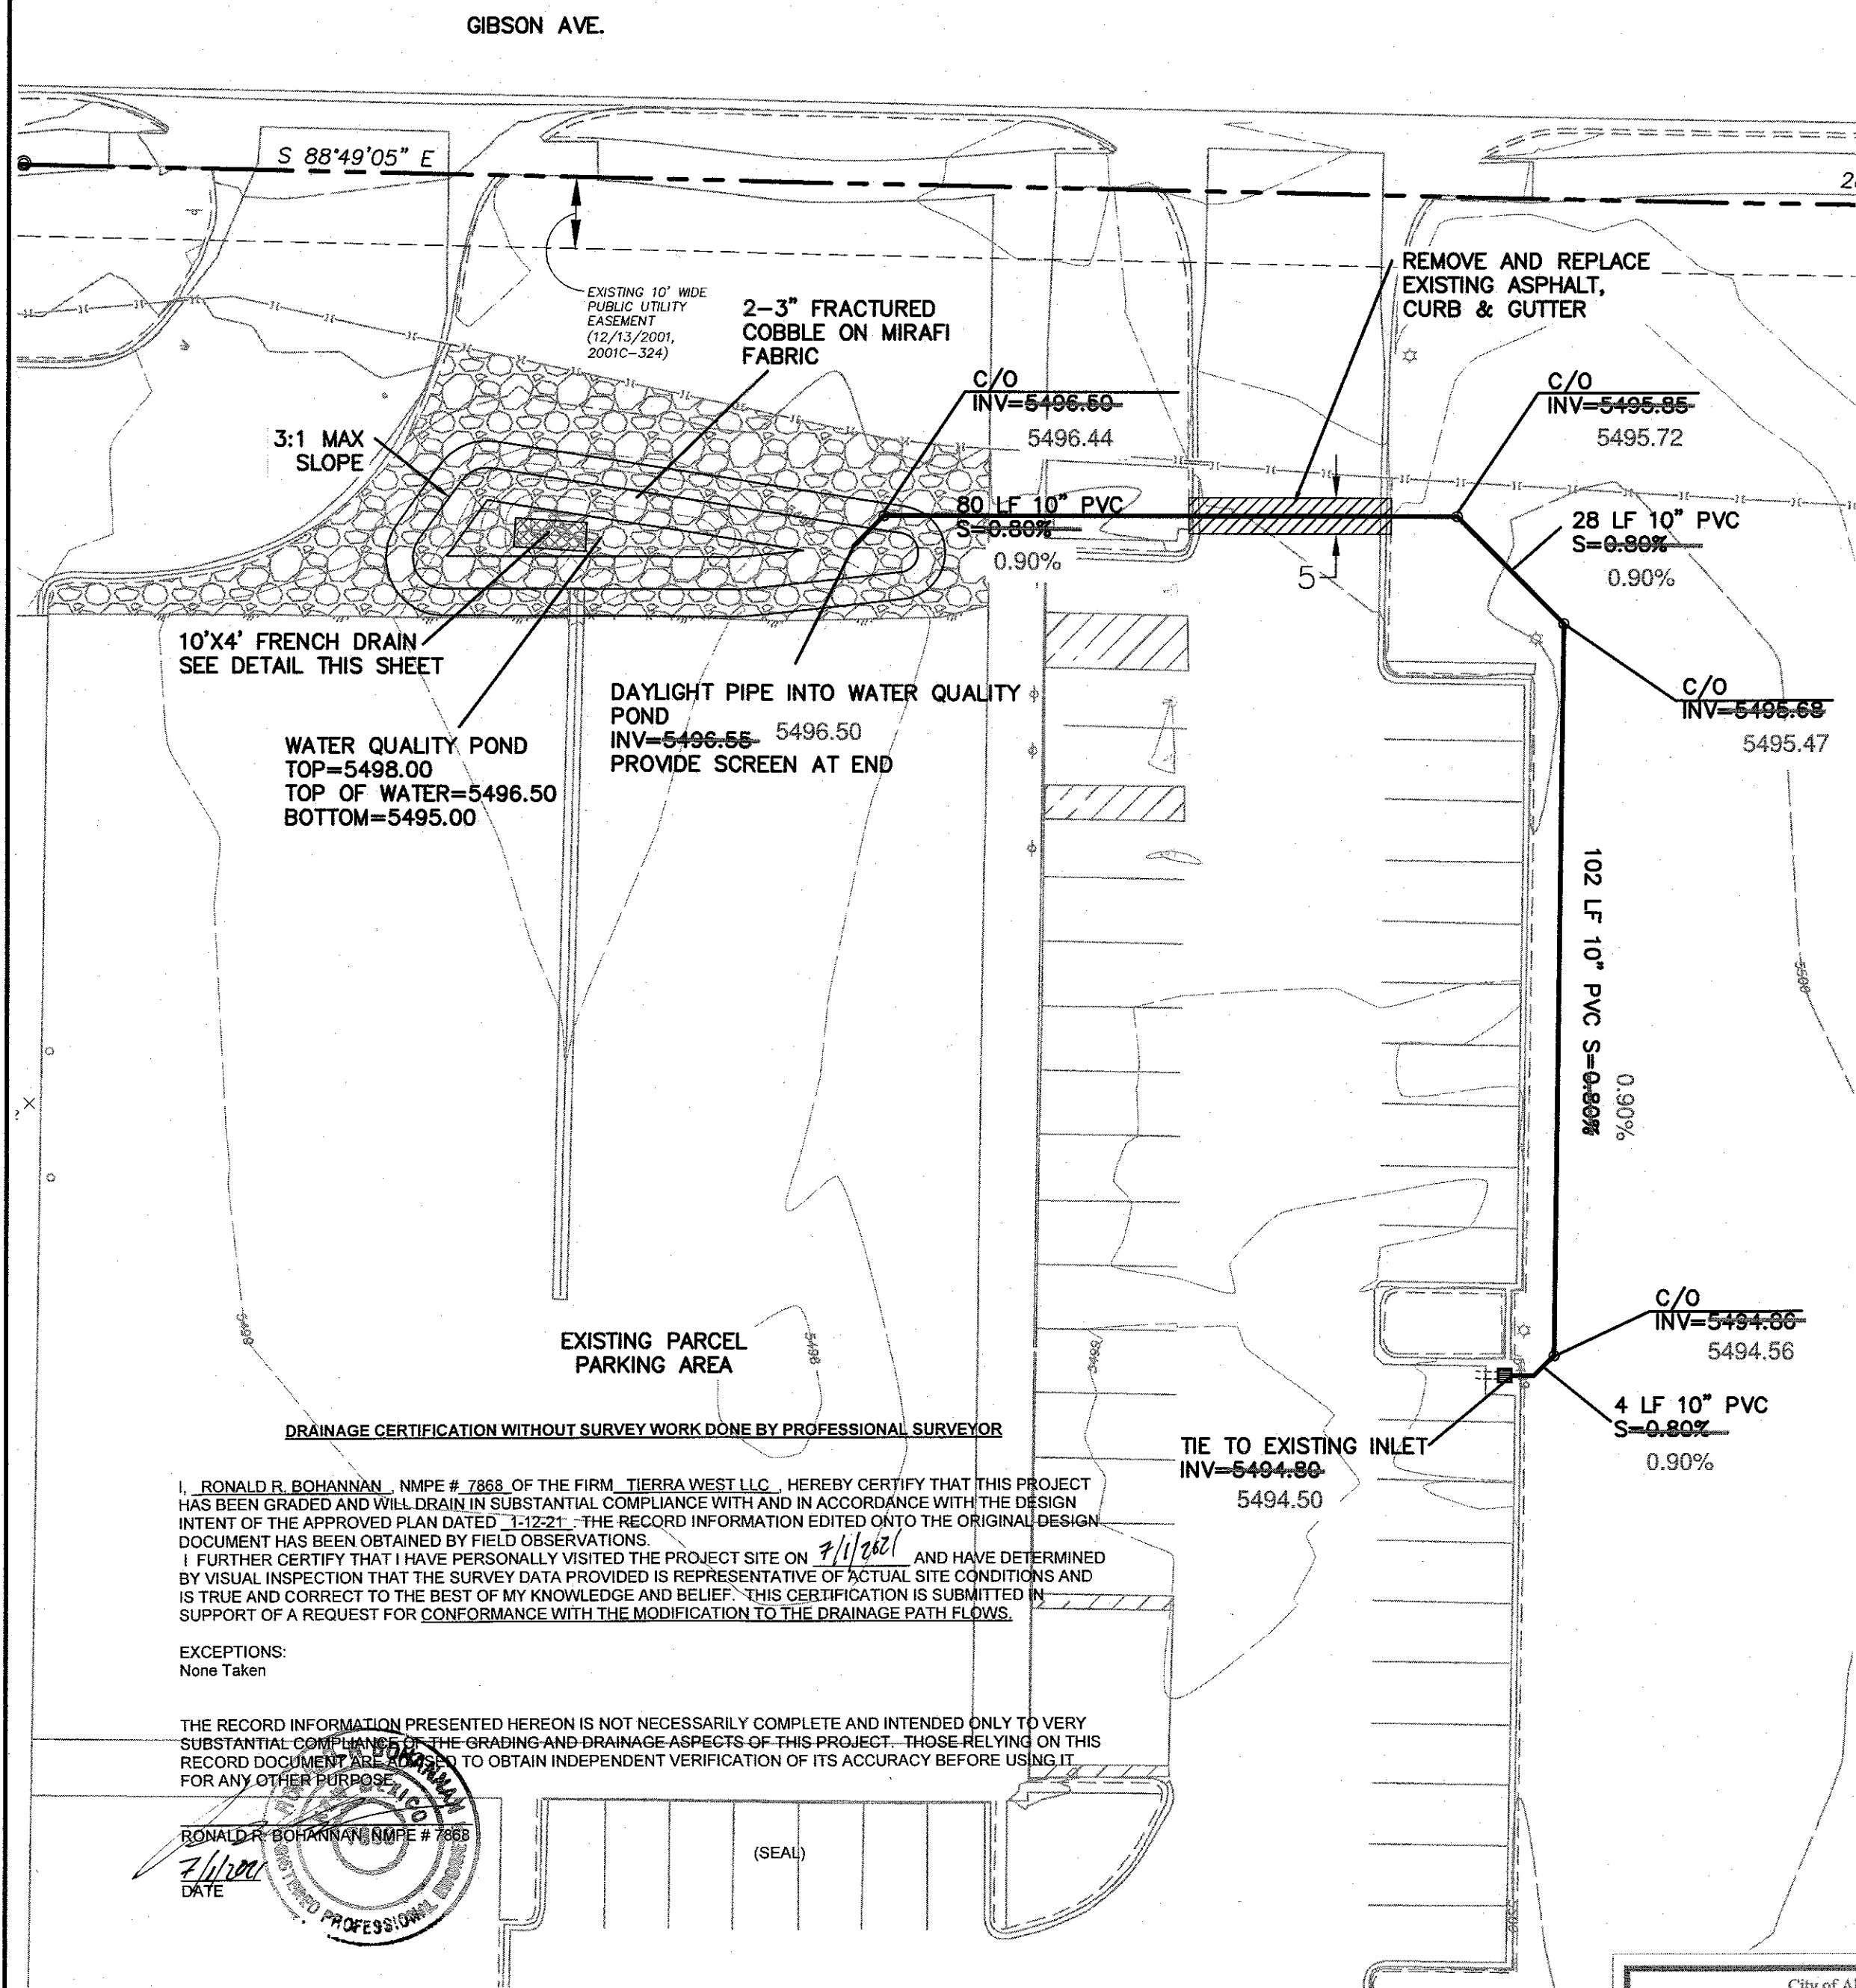 GIBSON AVE.
S 88°49'05" E
EXISTING 10' WIDE
PUBLIC UTILITY
EASEMENT
(12/13/2001,
2001C-324)
2-3" FRACTURED
COBBLE ON MIRAFI
FABRIC
REMOVE AND REPLACE
EXISTING ASPHALT,
CURB & GUTTER
C/O
INV=5496.50
5496.44
C/O
INV=5495.85
5495.72
3:1 MAX
SLOPE
80 LF 10" PVC
S=0.80%
0.90%
28 LF 10" PVC
S=0.80%
0.90%
5
10'X4' FRENCH DRAIN
SEE DETAIL THIS SHEET
DAYLIGHT PIPE INTO WATER QUALITY
POND
INV=5496.55 5496.50
PROVIDE SCREEN AT END
C/O
INV=5495.68
5495.47
WATER QUALITY POND
TOP=5498.00
TOP OF WATER=5496.50
BOTTOM=5495.00
102 LF 10" PVC S=0.80%
0.90%
5500
5498
5498
5499
EXISTING PARCEL
PARKING AREA
C/O
INV=5494.86
5494.56
4 LF 10" PVC
S=0.80%
0.90%
TIE TO EXISTING INLET
INV=5494.80
5494.50
DRAINAGE CERTIFICATION WITHOUT SURVEY WORK DONE BY PROFESSIONAL SURVEYOR
I, RONALD R. BOHANNAN , NMPE # 7868 OF THE FIRM TIERRA WEST LLC , HEREBY CERTIFY THAT THIS PROJECT
HAS BEEN GRADED AND WILL DRAIN IN SUBSTANTIAL COMPLIANCE WITH AND IN ACCORDANCE WITH THE DESIGN
INTENT OF THE APPROVED PLAN DATED 1-12-21 . THE RECORD INFORMATION EDITED ONTO THE ORIGINAL DESIGN
DOCUMENT HAS BEEN OBTAINED BY FIELD OBSERVATIONS.
I FURTHER CERTIFY THAT I HAVE PERSONALLY VISITED THE PROJECT SITE ON 7/1/2021 AND HAVE DETERMINED
BY VISUAL INSPECTION THAT THE SURVEY DATA PROVIDED IS REPRESENTATIVE OF ACTUAL SITE CONDITIONS AND
IS TRUE AND CORRECT TO THE BEST OF MY KNOWLEDGE AND BELIEF. THIS CERTIFICATION IS SUBMITTED IN
SUPPORT OF A REQUEST FOR CONFORMANCE WITH THE MODIFICATION TO THE DRAINAGE PATH FLOWS.
EXCEPTIONS:
None Taken
THE RECORD INFORMATION PRESENTED HEREON IS NOT NECESSARILY COMPLETE AND INTENDED ONLY TO VERY
SUBSTANTIAL COMPLIANCE OF THE GRADING AND DRAINAGE ASPECTS OF THIS PROJECT. THOSE RELYING ON THIS
RECORD DOCUMENT ARE ADVISED TO OBTAIN INDEPENDENT VERIFICATION OF ITS ACCURACY BEFORE USING IT
FOR ANY OTHER PURPOSE.
RONALD R. BOHANNAN, NMPE # 7868
7/1/2021
DATE
(SEAL)
REGISTERED PROFESSIONAL ENGINEER
5500
City of